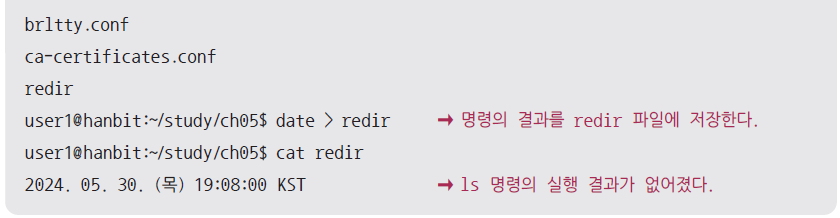 brltty.conf
ca-certificates.conf
redir
user1@hanbit:~/study/ch05$ date > redir → 명령의 결과를 redir 파일에 저장한다.
user1@hanbit:~/study/ch05$ cat redir
2024. 05. 30. (목) 19:08:00 KST → ls 명령의 실행 결과가 없어졌다.